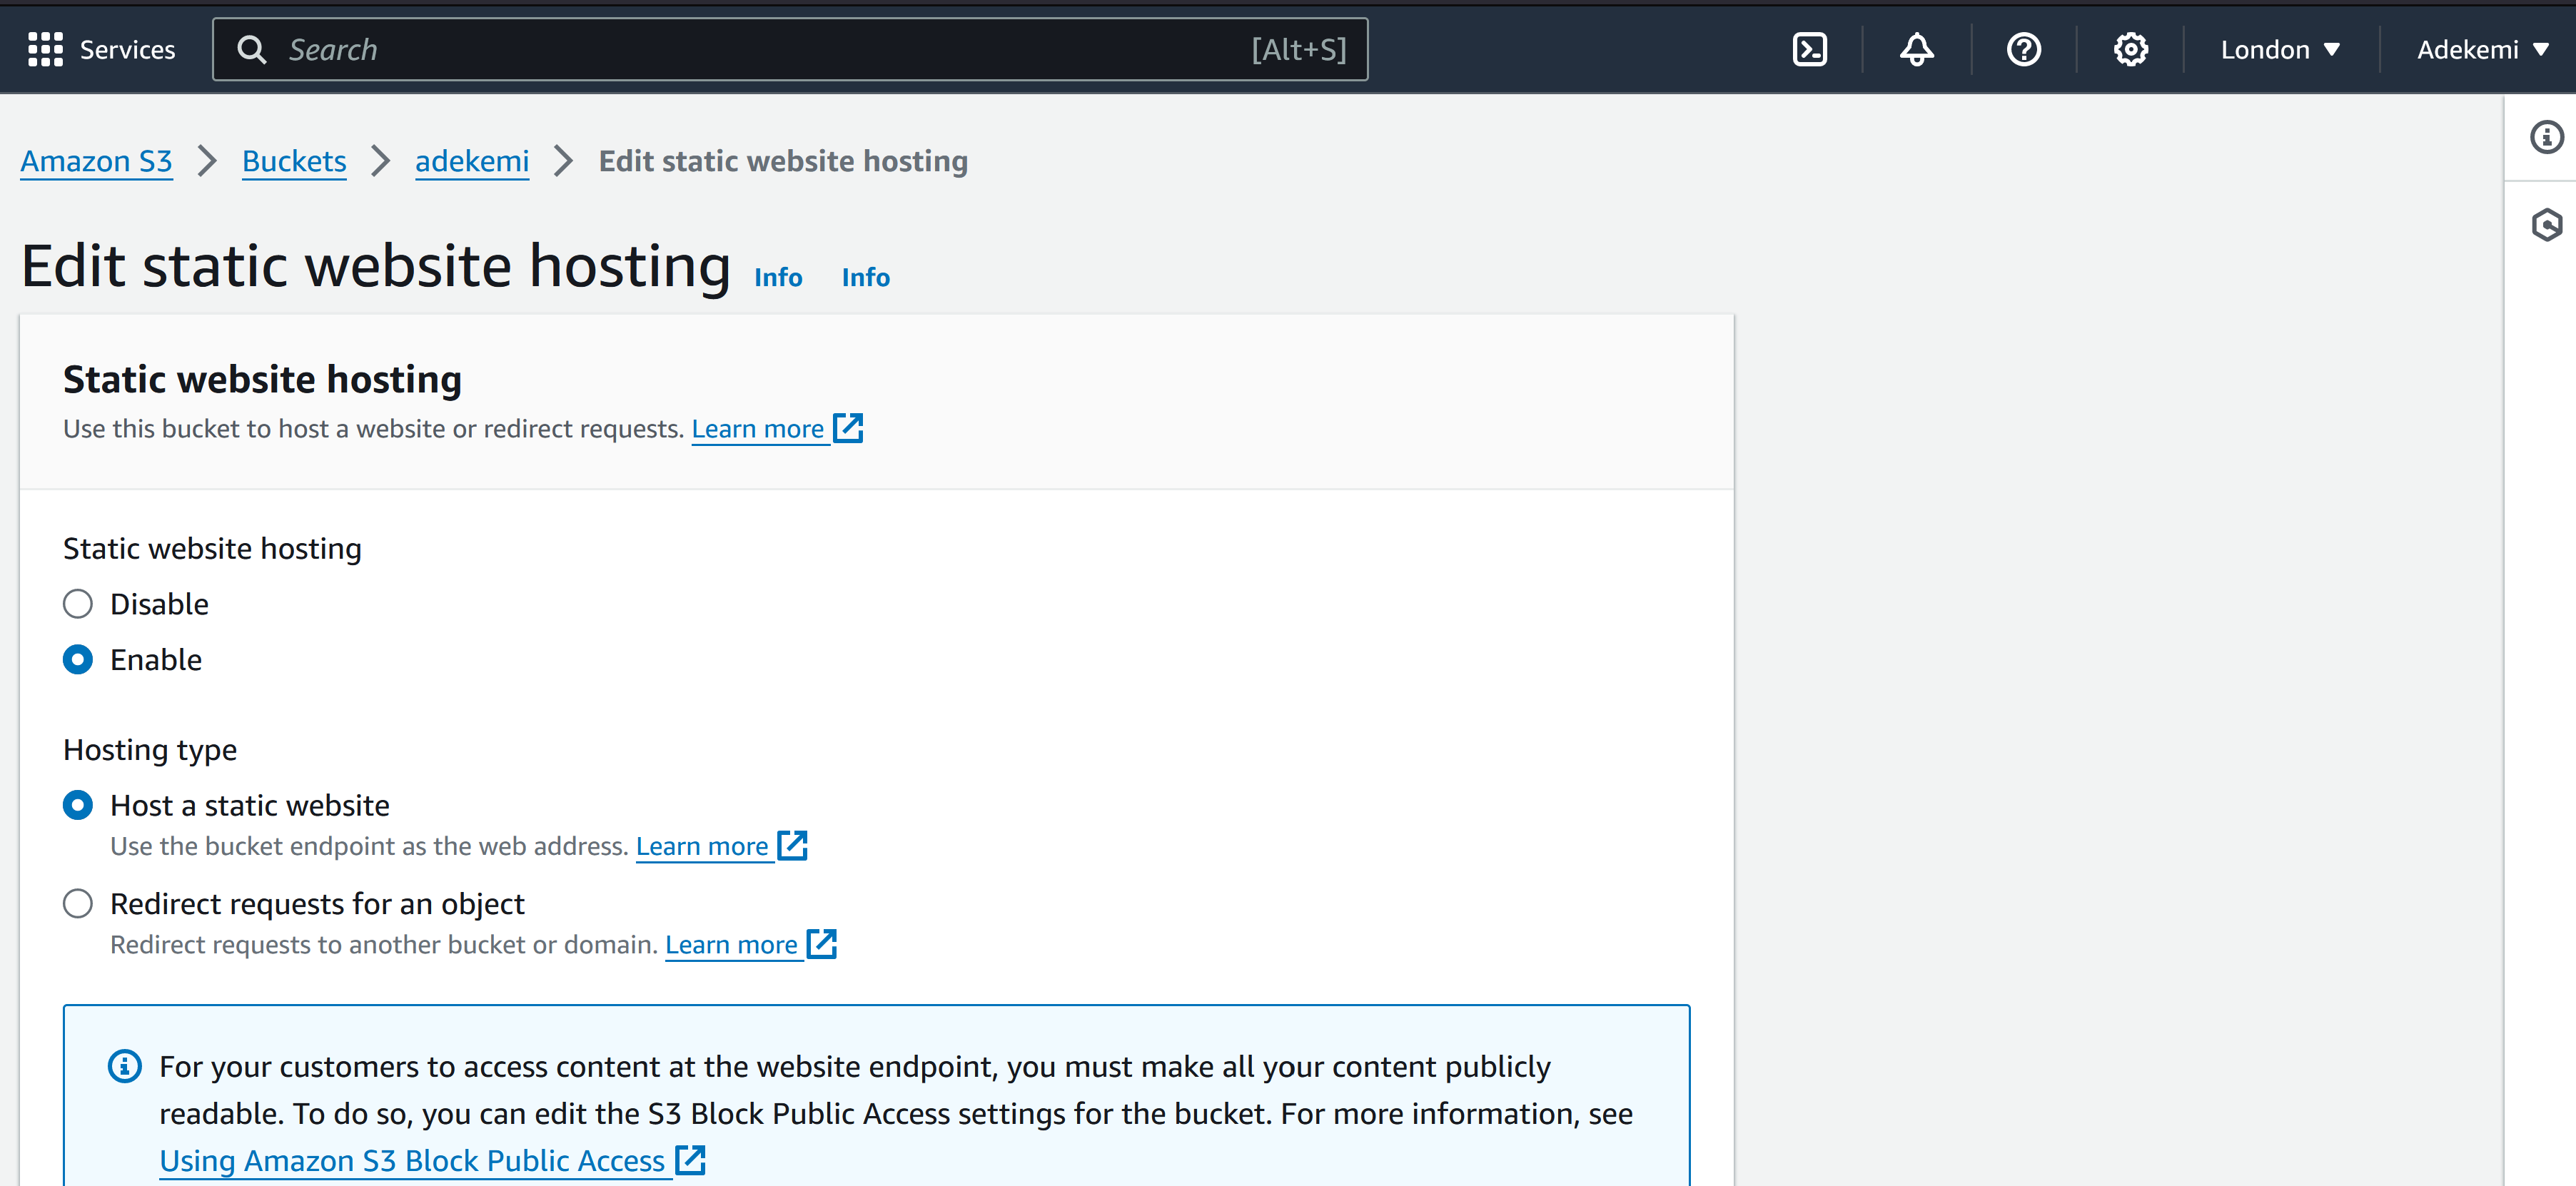 Services
Search [Alt+S]
London
Adekemi
Amazon S3 > Buckets > adekemi > Edit static website hosting
Edit static website hosting Info Info
Static website hosting
Use this bucket to host a website or redirect requests. Learn more
Static website hosting
Disable
Enable
Hosting type
Host a static website
Use the bucket endpoint as the web address. Learn more
Redirect requests for an object
Redirect requests to another bucket or domain. Learn more
For your customers to access content at the website endpoint, you must make all your content publicly
readable. To do so, you can edit the S3 Block Public Access settings for the bucket. For more information, see
Using Amazon S3 Block Public Access